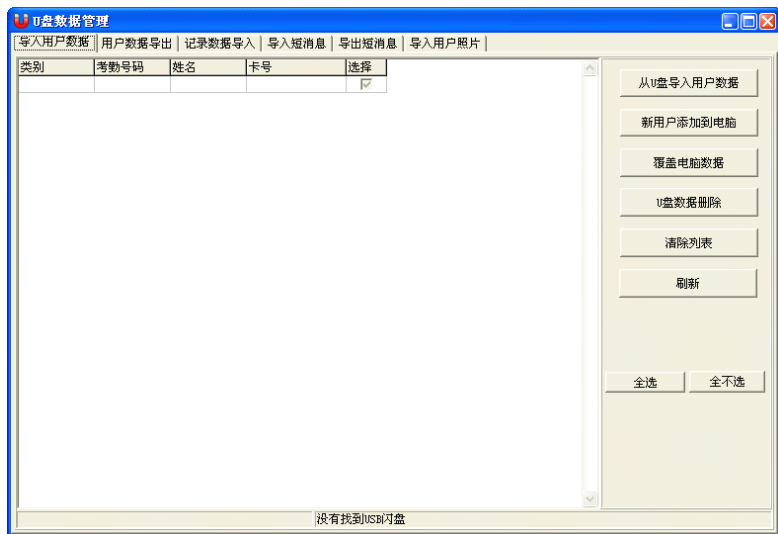 U盘数据管理
导入用户数据 用户数据导出 记录数据导入 导入短消息 导出短消息 导入用户照片
类别 考勤号码 姓名 卡号 选择
从U盘导入用户数据
新用户添加到电脑
覆盖电脑数据
U盘数据删除
清除列表
刷新
全选 全不选
没有找到USB闪盘